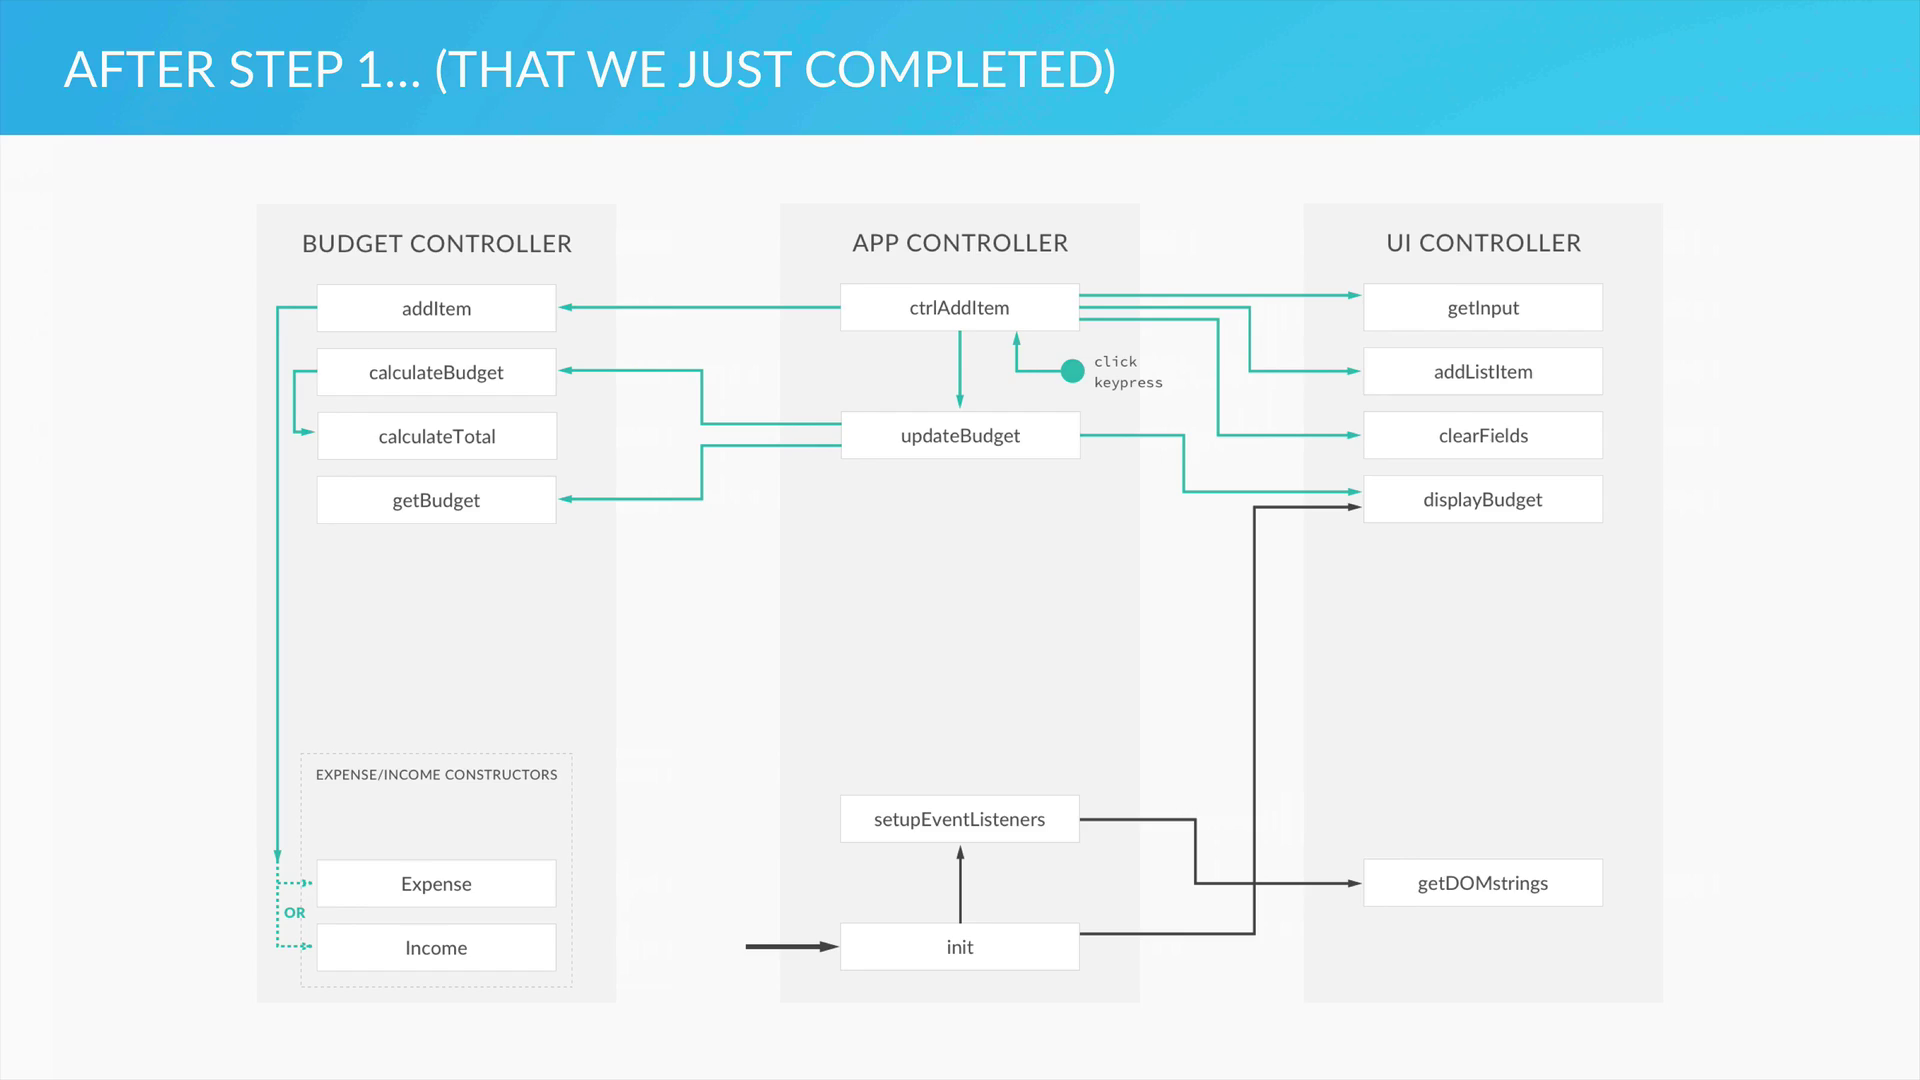 AFTER STEP 1... (THAT WE JUST COMPLETED)
BUDGET CONTROLLER
addItem
calculateBudget
calculateTotal
getBudget
EXPENSE/INCOME CONSTRUCTORS
Expense
OR
Income
APP CONTROLLER
ctrlAddItem
click
keypress
updateBudget
setupEventListeners
init
UI CONTROLLER
getInput
addListItem
clearFields
displayBudget
getDOMstrings